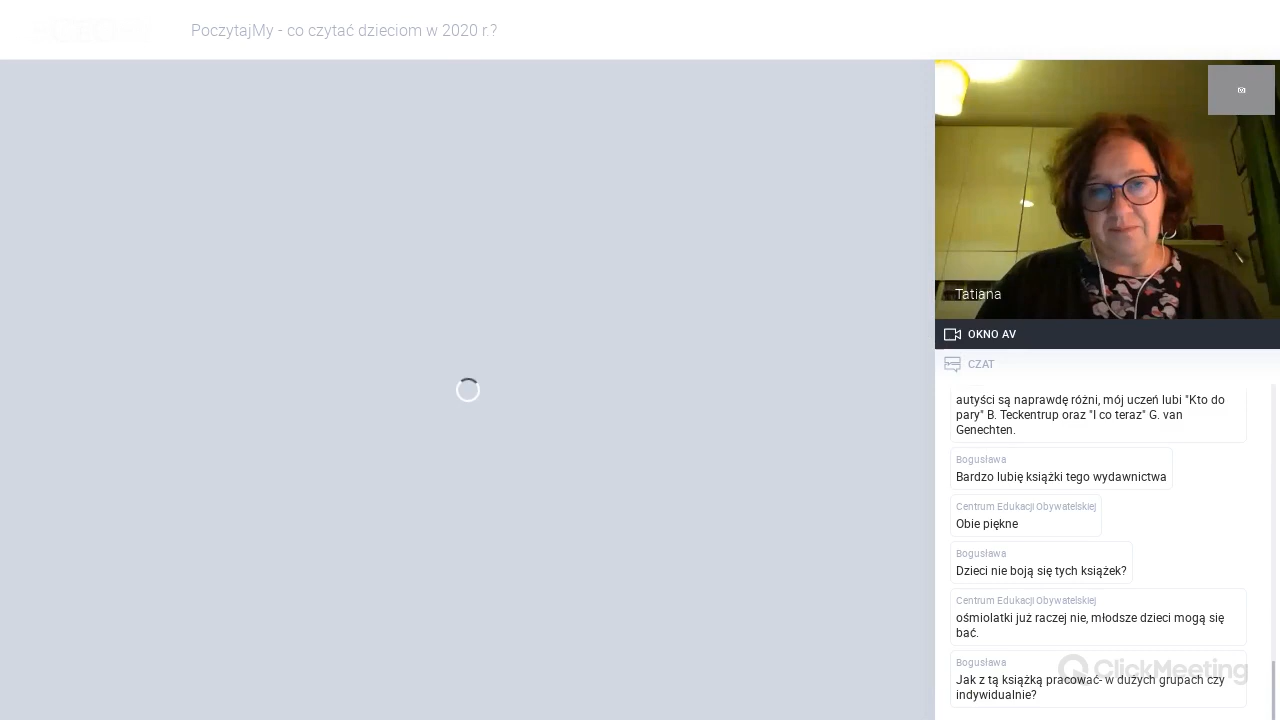 PoczytajMy - co czytać dzieciom w 2020 r.?
Tatiana
OKNO AV
CZAT
autyści są naprawdę różni, mój uczeń lubi "Kto do
pary" B. Teckentrup oraz "I co teraz" G. van
Genechten.
Bogusława
Bardzo lubię książki tego wydawnictwa
Centrum Edukacji Obywatelskiej
Obie piękne
Bogusława
Dzieci nie boją się tych książek?
Centrum Edukacji Obywatelskiej
ośmiolatki już raczej nie, młodsze dzieci mogą się
bać.
Bogusława
Jak z tą książką pracować- w dużych grupach czy
indywidualnie?
ClickMeeting